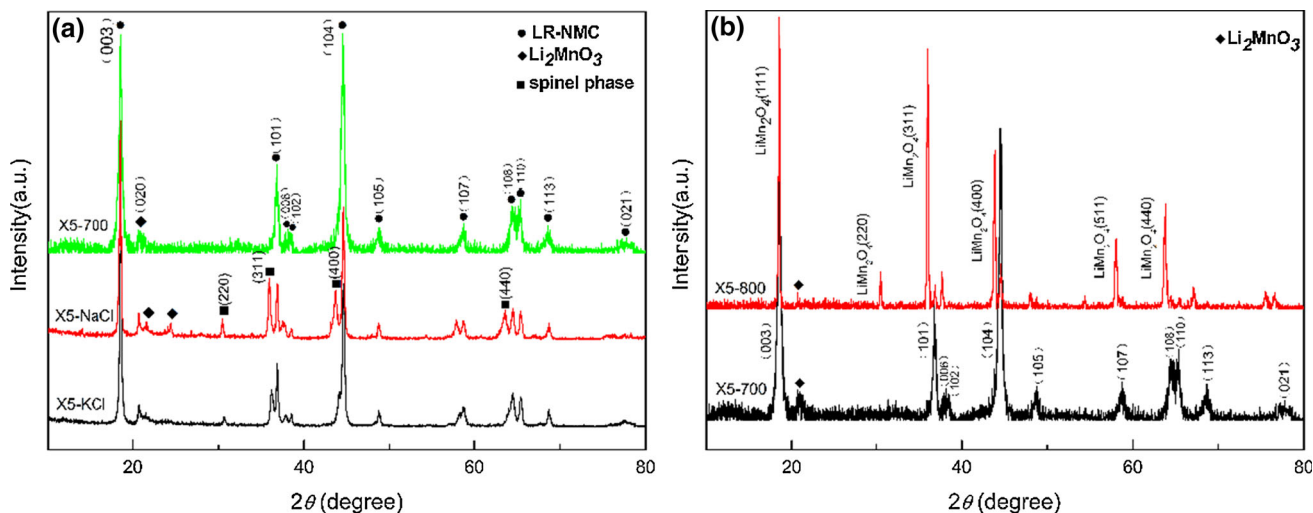 (a)
LR-NMC
Li2MnO3
spinel phase
(003)
(104)
(101)
(020)
(006)
(102)
(105)
(107)
(108)
(110)
(113)
(021)
X5-700
(220)
(311)
(400)
(440)
X5-NaCl
X5-KCl
Intensity(a.u.)
20 40 60 80
2θ (degree)
(b)
Li2MnO3
LiMn2O4(111)
LiMn2O4(220)
LiMn2O4(311)
LiMn2O4(400)
LiMn2O4(511)
LiMn2O4(440)
X5-800
(003)
(101)
(006)
(102)
(104)
(105)
(107)
(108)
(110)
(113)
(021)
X5-700
Intensity(a.u.)
20 40 60 80
2θ (degree)